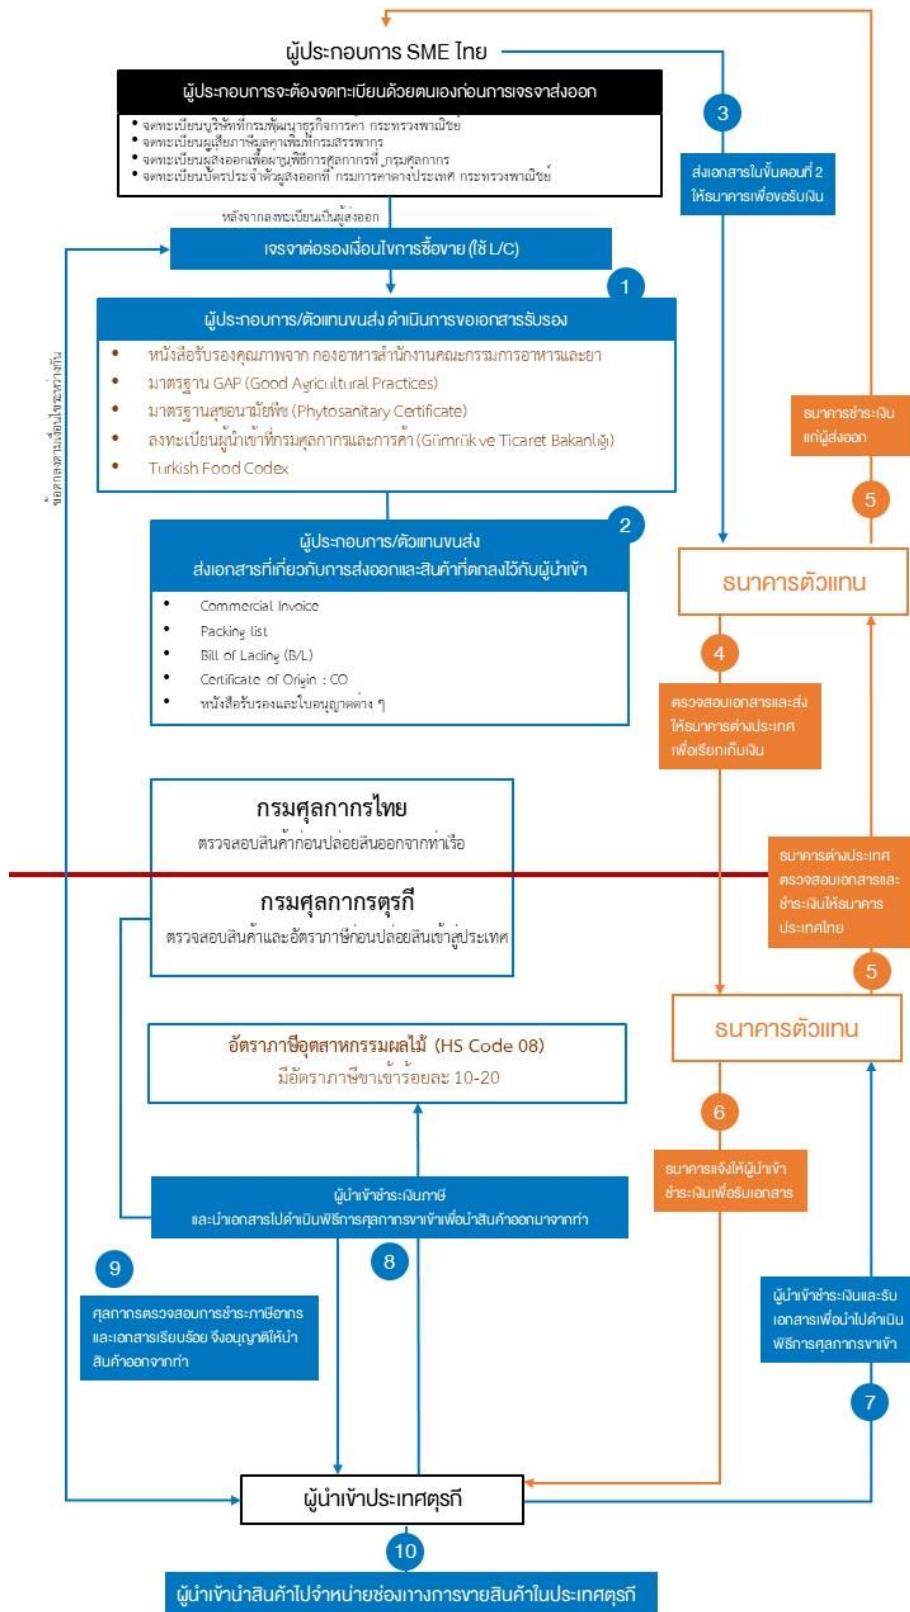 ผู้ประกอบการ SME ไทย
ผู้ประกอบการจะต้องจดทะเบียนด้วยตนเองก่อนการเจรจาส่งออก
• จดทะเบียนบริษัทที่กรมพัฒนาธุรกิจการค้า กระทรวงพาณิชย์
• จดทะเบียนผู้เสียภาษีมูลค่าเพิ่มที่กรมสรรพากร
• จดทะเบียนผู้ส่งออกเพื่อผ่านพิธีการศุลกากรที่ กรมศุลกากร
• จดทะเบียนบัตรประจำตัวผู้ส่งออกที่ กรมการค้าต่างประเทศ กระทรวงพาณิชย์
3
ส่งเอกสารในขั้นตอนที่ 2
ให้ธนาคารเพื่อขอรับเงิน
หลังจากลงทะเบียนเป็นผู้ส่งออก
เจรจาต่อรองเงื่อนไขการซื้อขาย (ใช้ L/C)
1
ผู้ประกอบการ/ตัวแทนขนส่ง ดำเนินการขอเอกสารรับรอง
• หนังสือรับรองคุณภาพจาก กองอาหารสำนักงานคณะกรรมการอาหารและยา
• มาตรฐาน GAP (Good Agricultural Practices)
• มาตรฐานสุขอนามัยพืช (Phytosanitary Certificate)
• ลงทะเบียนผู้นำเข้าที่กรมศุลกากรและการค้า (Gümrük ve Ticaret Bakanlığı)
• Turkish Food Codex
ข้อตกลงตามเงื่อนไขระหว่างกัน
ธนาคารชำระเงิน
แก่ผู้ส่งออก
5
2
ผู้ประกอบการ/ตัวแทนขนส่ง
ส่งเอกสารที่เกี่ยวกับการส่งออกและสินค้าที่ตกลงไว้กับผู้นำเข้า
• Commercial Invoice
• Packing list
• Bill of Lading (B/L)
• Certificate of Origin : CO
• หนังสือรับรองและใบอนุญาตต่าง ๆ
ธนาคารตัวแทน
4
ตรวจสอบเอกสารและส่ง
ให้ธนาคารต่างประเทศ
เพื่อเรียกเก็บเงิน
กรมศุลกากรไทย
ตรวจสอบสินค้าก่อนปล่อยสินออกจากท่าเรือ
กรมศุลกากรตุรกี
ตรวจสอบสินค้าและอัตราภาษีก่อนปล่อยสินเข้าสู่ประเทศ
ธนาคารต่างประเทศ
ตรวจสอบเอกสารและ
ชำระเงินให้ธนาคาร
ประเทศไทย
5
ธนาคารตัวแทน
อัตราภาษีอุตสาหกรรมผลไม้ (HS Code 08)
มีอัตราภาษีขาเข้าร้อยละ 10-20
6
ธนาคารแจ้งให้ผู้นำเข้า
ชำระเงินเพื่อรับเอกสาร
ผู้นำเข้าชำระเงินภาษี
และนำเอกสารไปดำเนินพิธีการศุลกากรขาเข้าเพื่อนำสินค้าออกมาจากท่า
8
9
ศุลกากรตรวจสอบการชำระภาษีอากร
และเอกสารเรียบร้อย จึงอนุญาติให้นำ
สินค้าออกจากท่า
ผู้นำเข้าชำระเงินและรับ
เอกสารเพื่อนำไปดำเนิน
พิธีการศุลกากรขาเข้า
7
ผู้นำเข้าประเทศตุรกี
10
ผู้นำเข้านำสินค้าไปจำหน่ายช่องทางการขายสินค้าในประเทศตุรกี